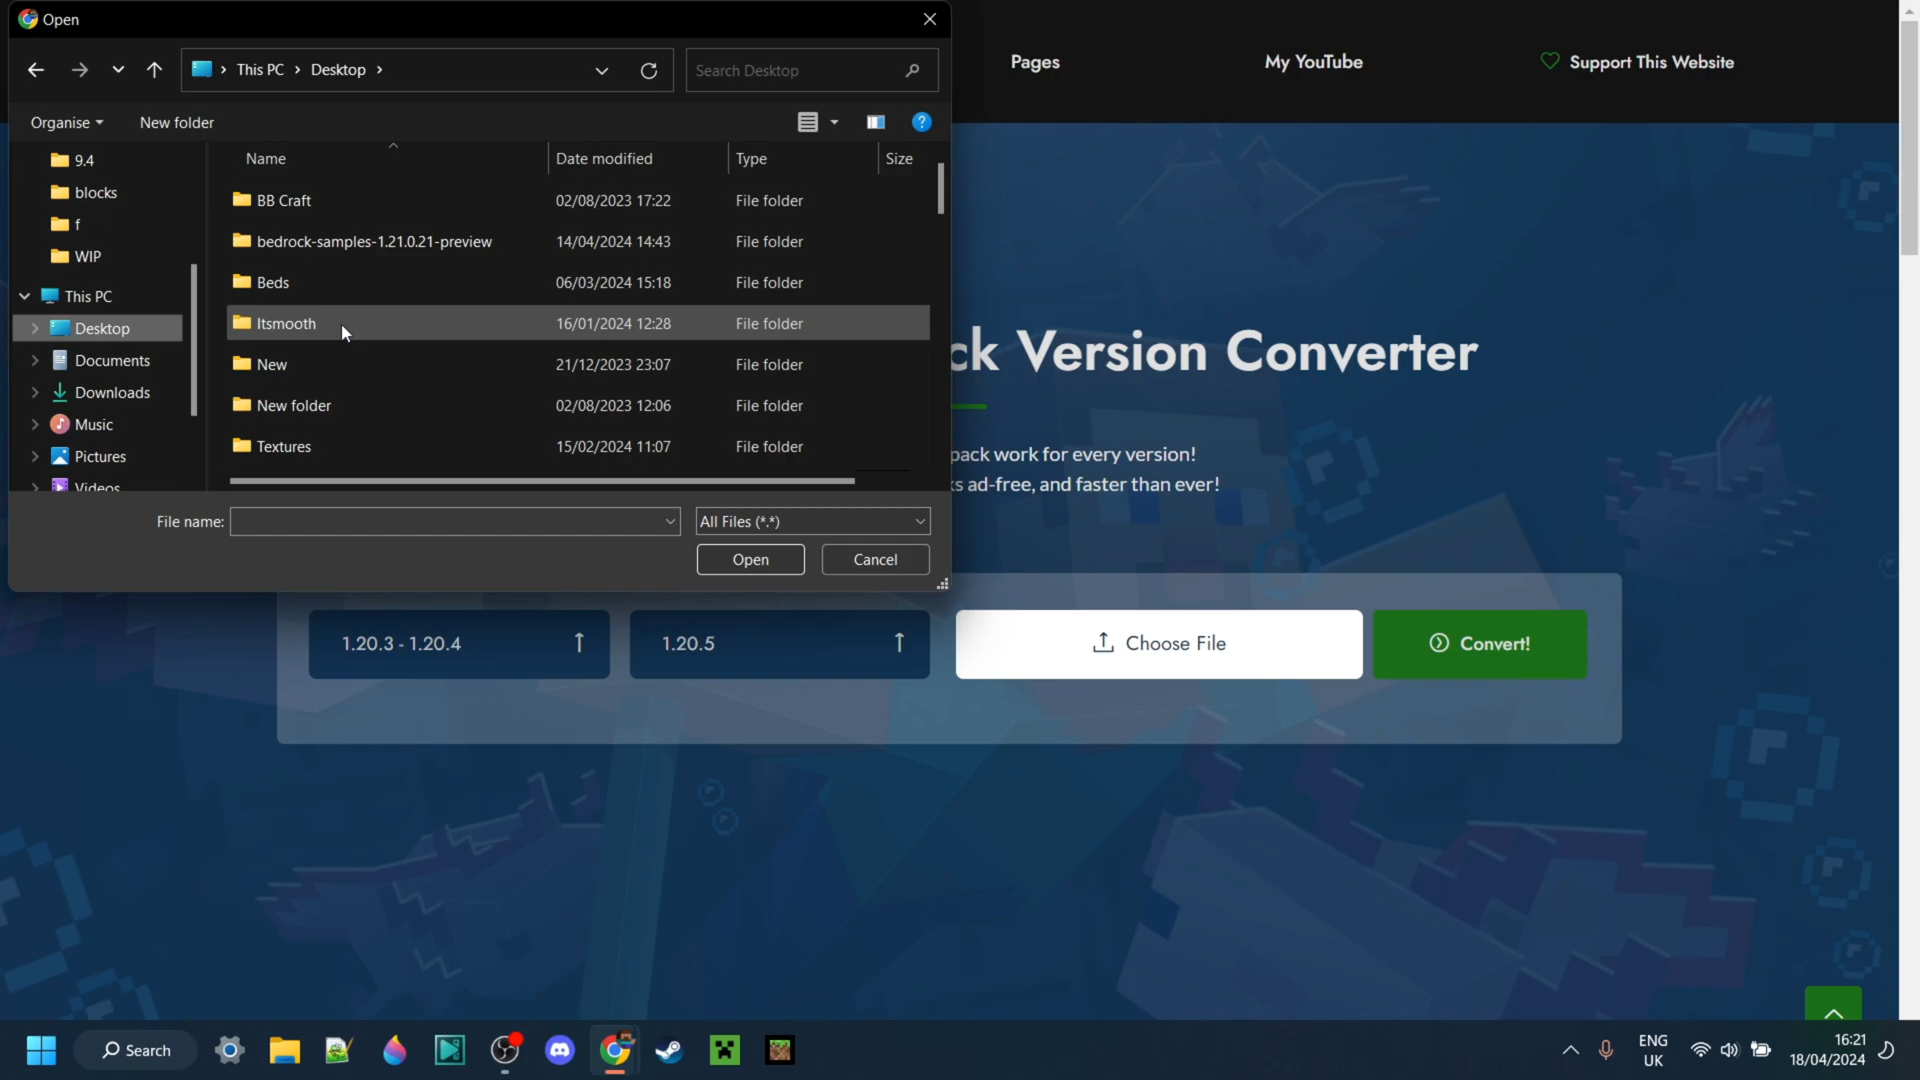 Open
This PC > Desktop >
Search Desktop
Pages
My YouTube
Support This Website
Organise
New folder
Name
Date modified
Type
Size
9.4
blocks
f
WIP
This PC
Desktop
Documents
Downloads
Music
Pictures
Videos
BB Craft 02/08/2023 17:22 File folder
bedrock-samples-1.21.0.21-preview 14/04/2024 14:43 File folder
Beds 06/03/2024 15:18 File folder
Itsmooth 16/01/2024 12:28 File folder
New 21/12/2023 23:07 File folder
New folder 02/08/2023 12:06 File folder
Textures 15/02/2024 11:07 File folder
File name:
All Files (*.*)
Open
Cancel
ck Version Converter
pack work for every version!
s ad-free, and faster than ever!
1.20.3 - 1.20.4
1.20.5
Choose File
Convert!
Search
ENG
UK
16:21
18/04/2024